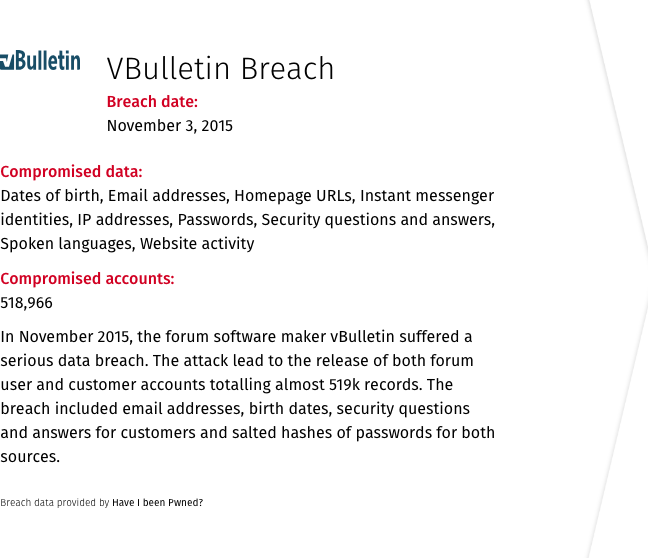 vBulletin
VBulletin Breach
Breach date:
November 3, 2015
Compromised data:
Dates of birth, Email addresses, Homepage URLs, Instant messenger
identities, IP addresses, Passwords, Security questions and answers,
Spoken languages, Website activity
Compromised accounts:
518,966
In November 2015, the forum software maker vBulletin suffered a
serious data breach. The attack lead to the release of both forum
user and customer accounts totalling almost 519k records. The
breach included email addresses, birth dates, security questions
and answers for customers and salted hashes of passwords for both
sources.
Breach data provided by Have I been Pwned?